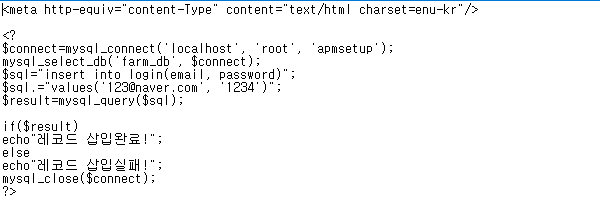 <meta http-equiv="content-Type" content="text/html charset=enu-kr"/>
<?
$connect=mysql_connect('localhost', 'root', 'apmsetup');
mysql_select_db('farm_db', $connect);
$sql="insert into login(email, password)";
$sql.="values('123@naver.com', '1234')";
$result=mysql_query($sql);
if($result)
echo"레코드 삽입완료!";
else
echo"레코드 삽입실패!";
mysql_close($connect);
?>